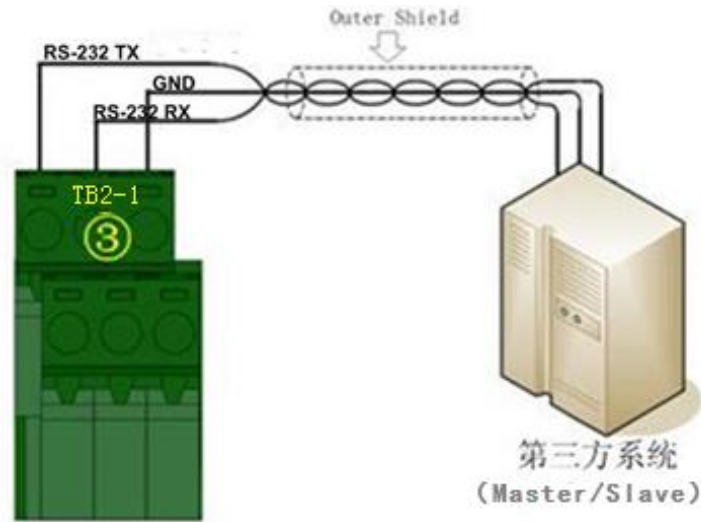 Outer Shield
RS-232 TX
GND
RS-232 RX
TB2-1
③
第三方系统
(Master/Slave)